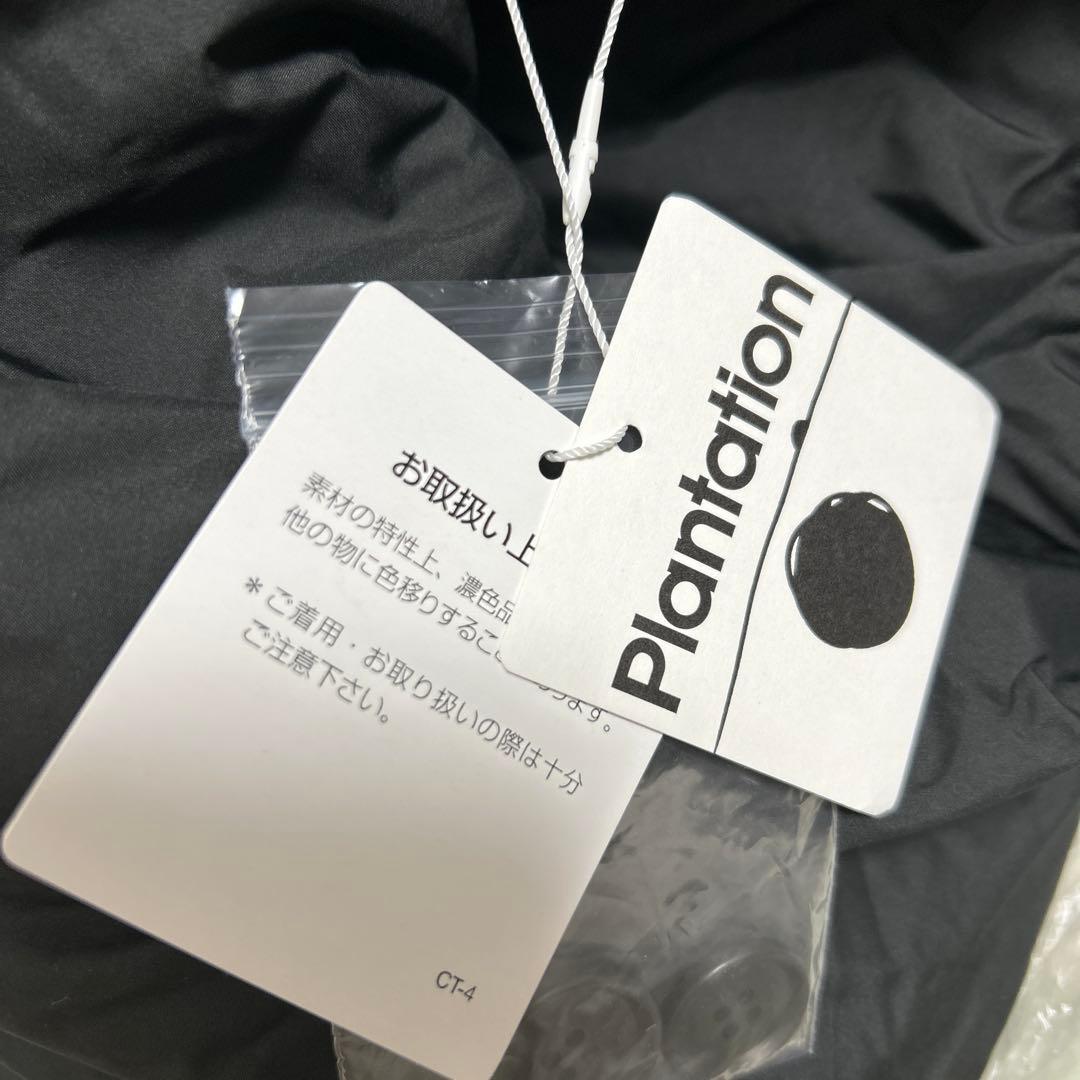 お取扱い上
素材の特性上、濃色品
他の物に色移りするこ
ります。
*ご着用・お取り扱いの際は十分
ご注意下さい。
CT-4
Plantation